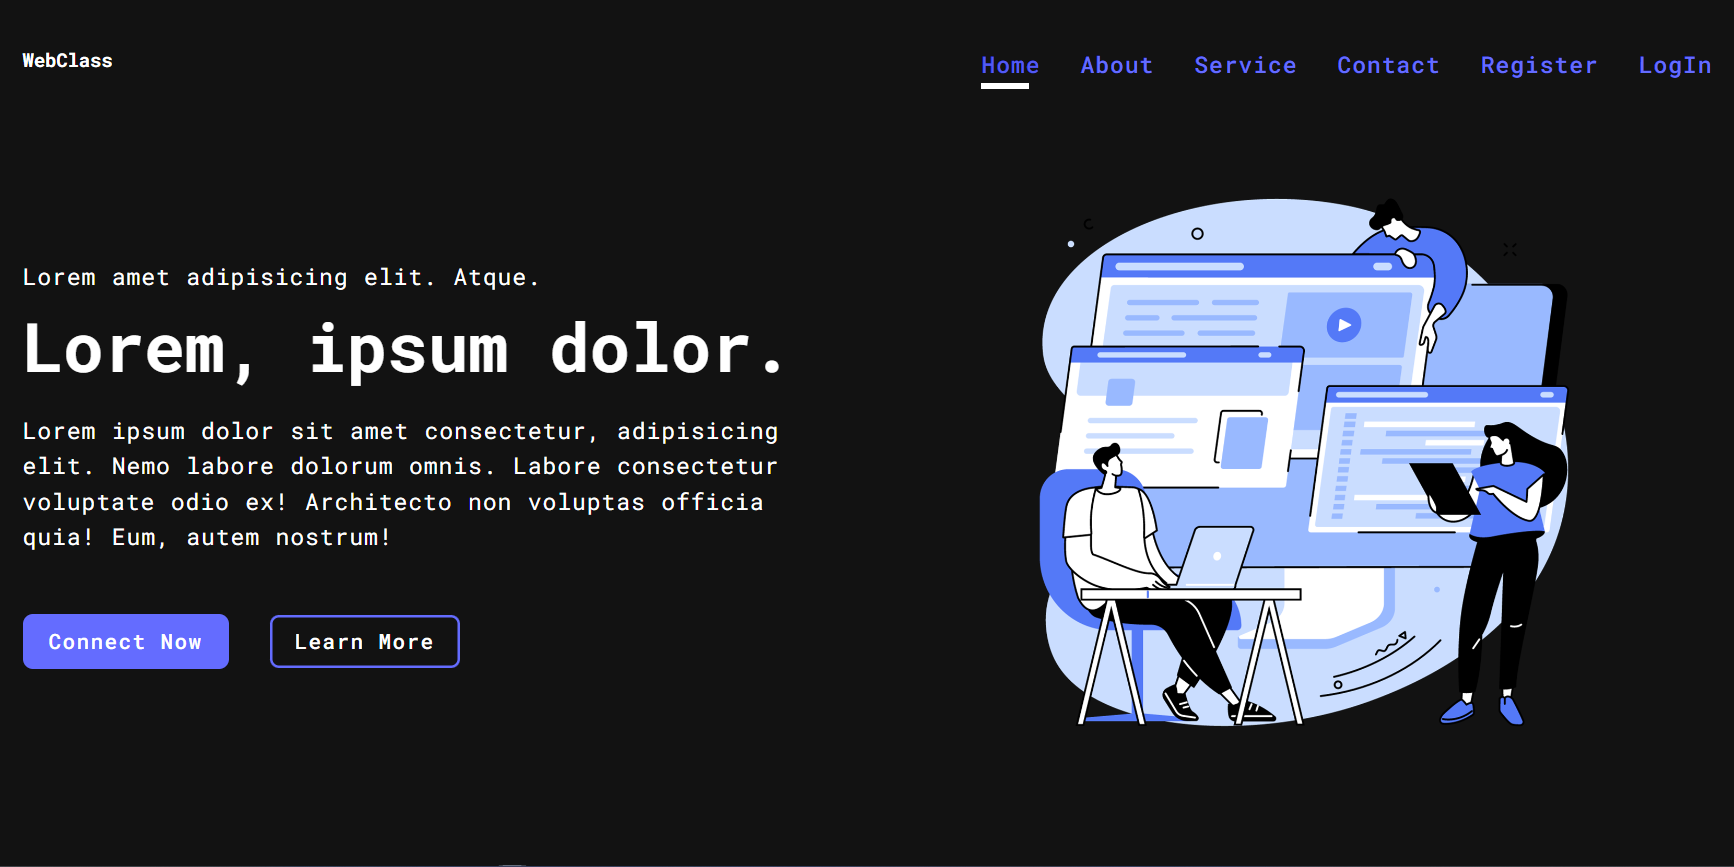 WebClass
Home About Service Contact Register LogIn
Lorem amet adipisicing elit. Atque.
Lorem, ipsum dolor.
Lorem ipsum dolor sit amet consectetur, adipisicing
elit. Nemo labore dolorum omnis. Labore consectetur
voluptate odio ex! Architecto non voluptas officia
quia! Eum, autem nostrum!
Connect Now Learn More